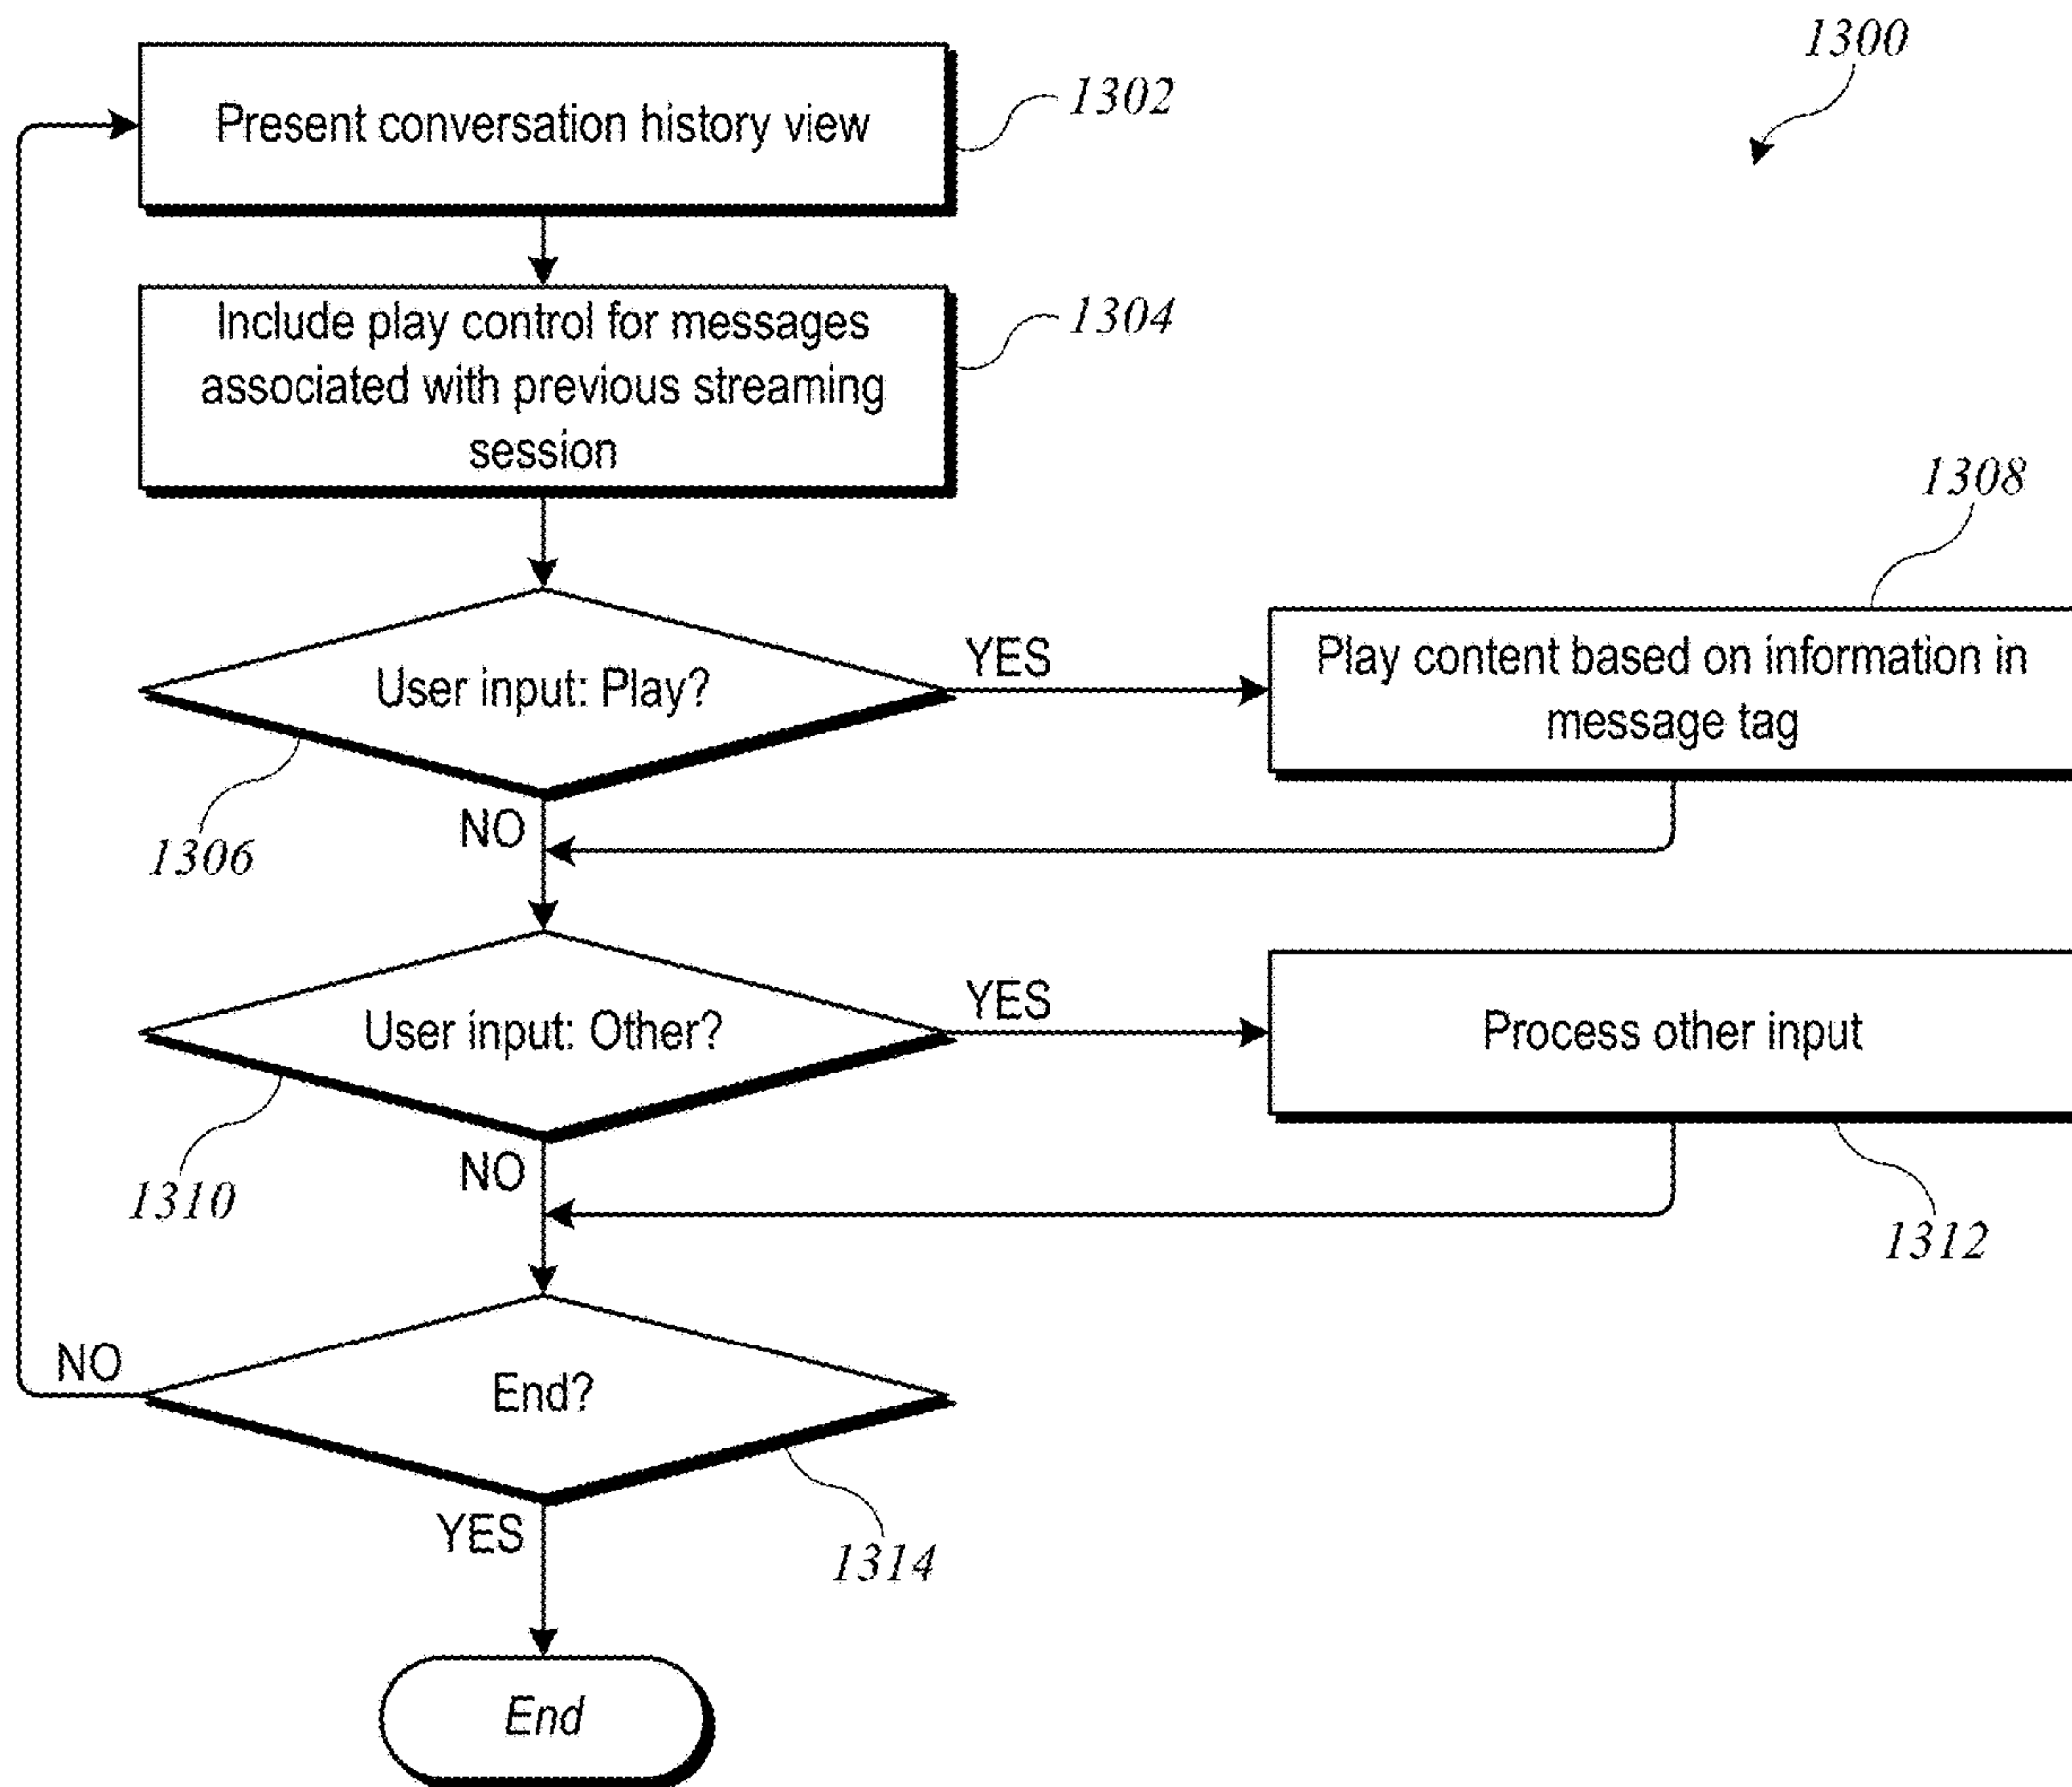 1300
Present conversation history view
1302
Include play control for messages
associated with previous streaming
session
1304
1308
User input: Play?
YES
Play content based on information in
message tag
NO
1306
User input: Other?
YES
Process other input
NO
1310
1312
NO
End?
YES
1314
End